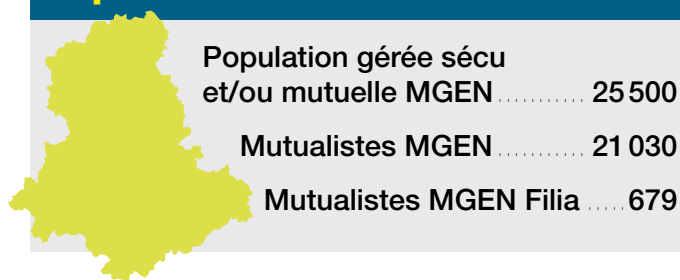 Population gérée sécu
et/ou mutuelle MGEN ........... 25 500
Mutualistes MGEN ........... 21 030
Mutualistes MGEN Filia ..... 679